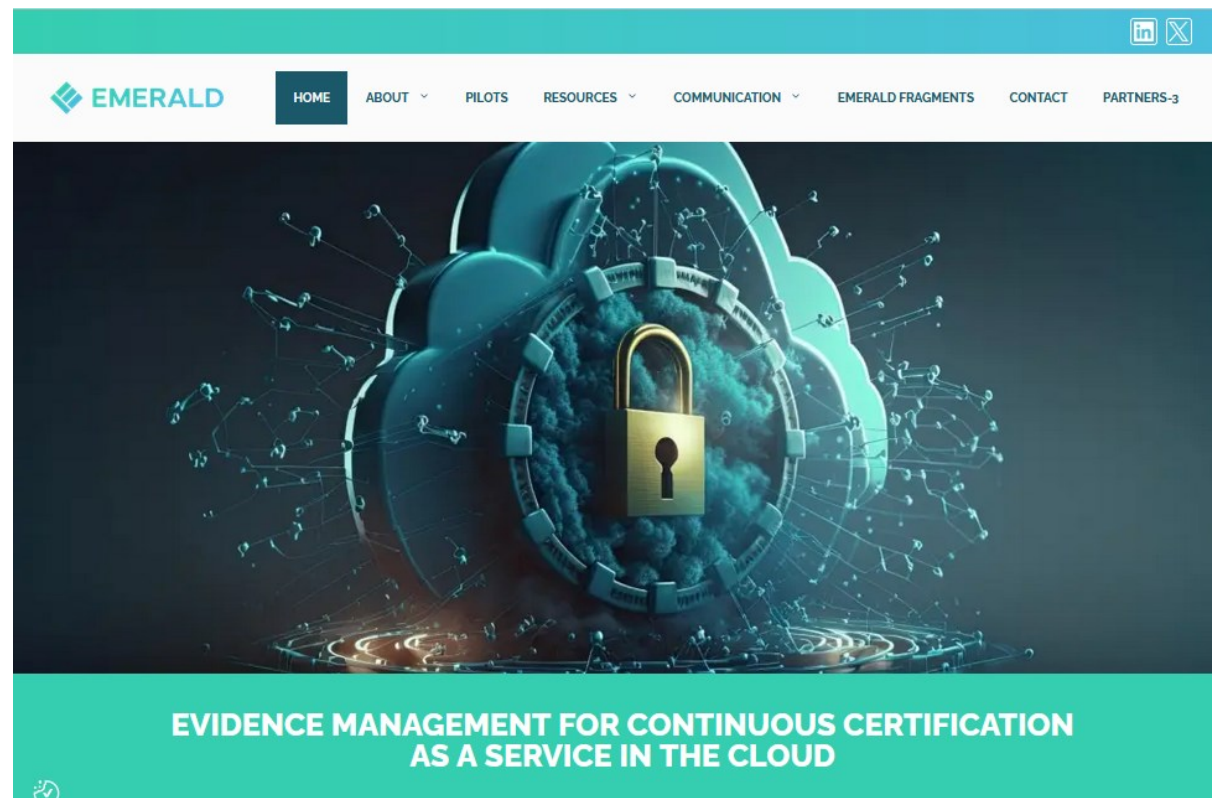 in X
EMERALD
HOME ABOUT PILOTS RESOURCES COMMUNICATION EMERALD FRAGMENTS CONTACT PARTNERS-3
EVIDENCE MANAGEMENT FOR CONTINUOUS CERTIFICATION
AS A SERVICE IN THE CLOUD